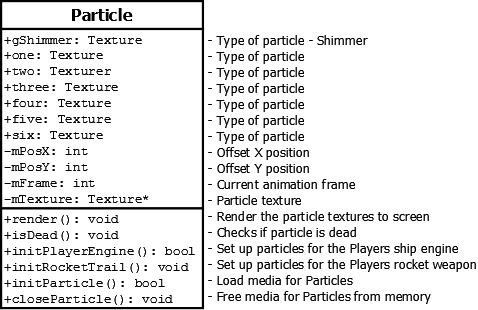 Particle
+gShimmer: Texture - Type of particle - Shimmer
+one: Texture - Type of particle
+two: Texturer - Type of particle
+three: Texture - Type of particle
+four: Texture - Type of particle
+five: Texture - Type of particle
+six: Texture - Type of particle
-mPosX: int - Offset X position
-mPosY: int - Offset Y position
-mFrame: int - Current animation frame
-mTexture: Texture* - Particle texture
+render(): void - Render the particle textures to screen
+isDead(): void - Checks if particle is dead
+initPlayerEngine(): bool - Set up particles for the Players ship engine
+initRocketTrail(): void - Set up particles for the Players rocket weapon
+initParticle(): bool - Load media for Particles
+closeParticle(): void - Free media for Particles from memory